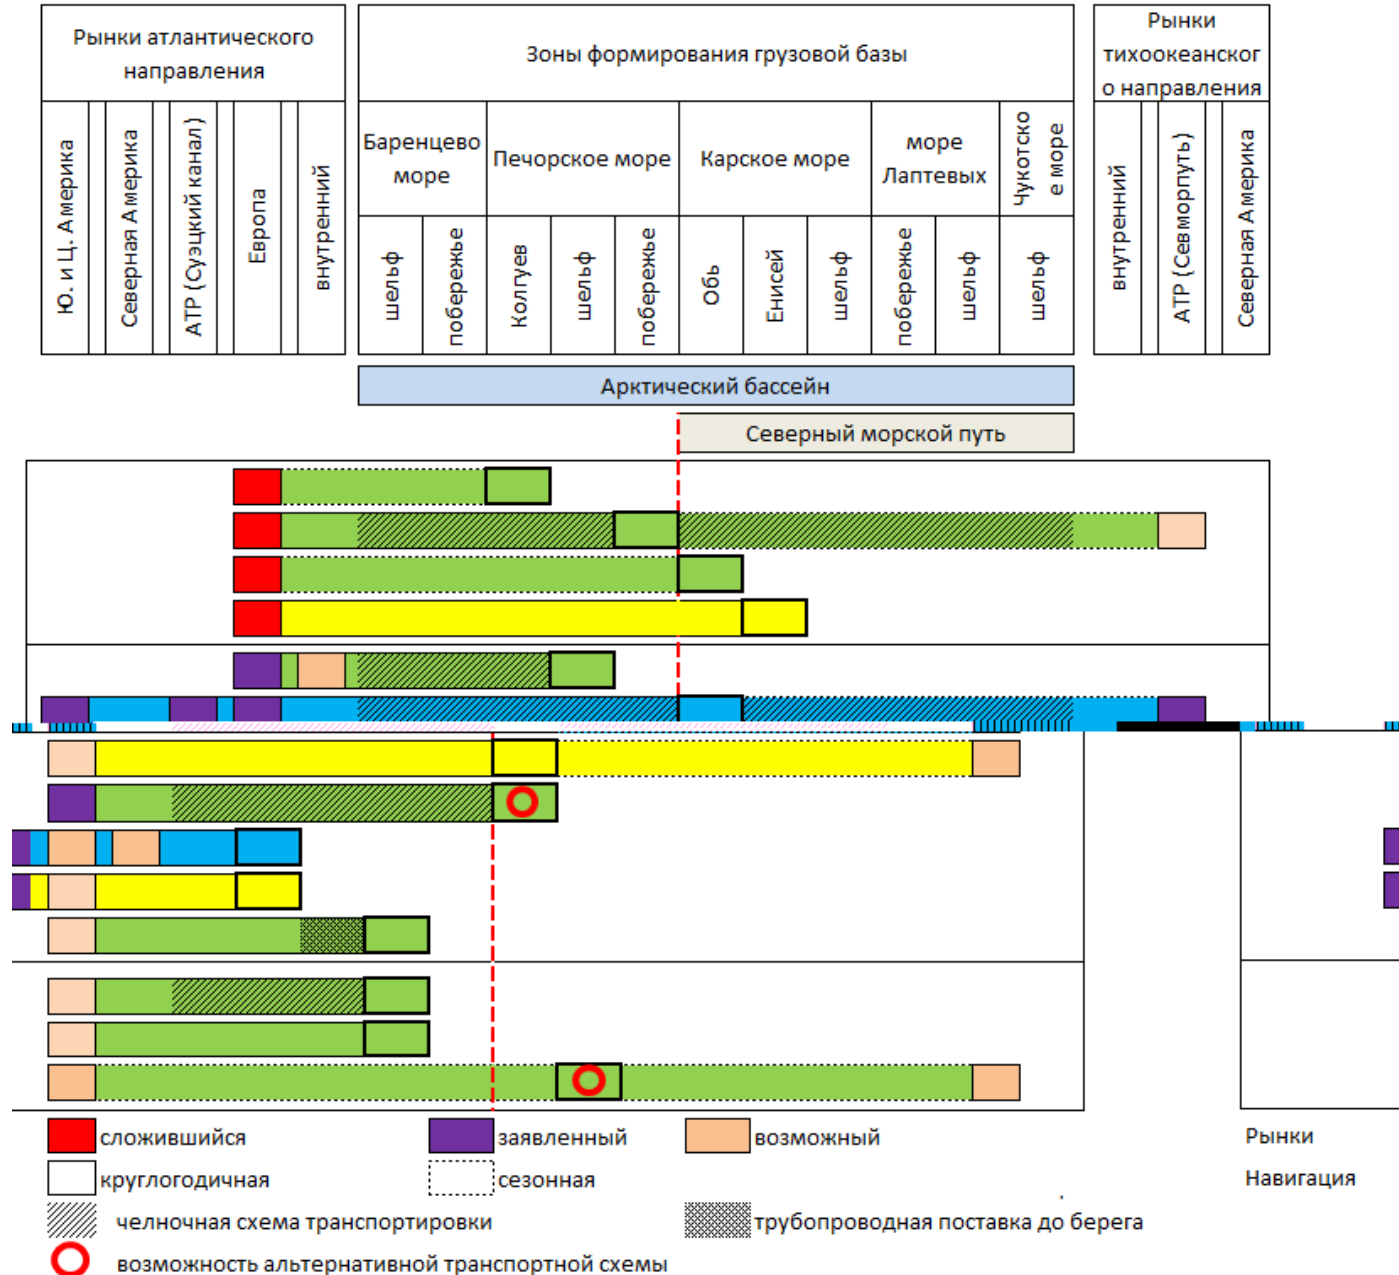 Рынки атлантического
направления
Зоны формирования грузовой базы
Рынки
тихоокеанског
о направления
Ю. и Ц. Америка
Северная Америка
АТР (Суэцкий канал)
Европа
внутренний
Баренцево
море
Печорское море
Карское море
море
Лаптевых
Чукотско
е море
шельф
побережье
Колгуев
шельф
побережье
Обь
Енисей
шельф
побережье
шельф
шельф
внутренний
АТР (Севморпуть)
Северная Америка
Арктический бассейн
Северный морской путь
сложившийся
заявленный
возможный
Рынки
круглогодичная
сезонная
Навигация
челночная схема транспортировки
трубопроводная поставка до берега
возможность альтернативной транспортной схемы